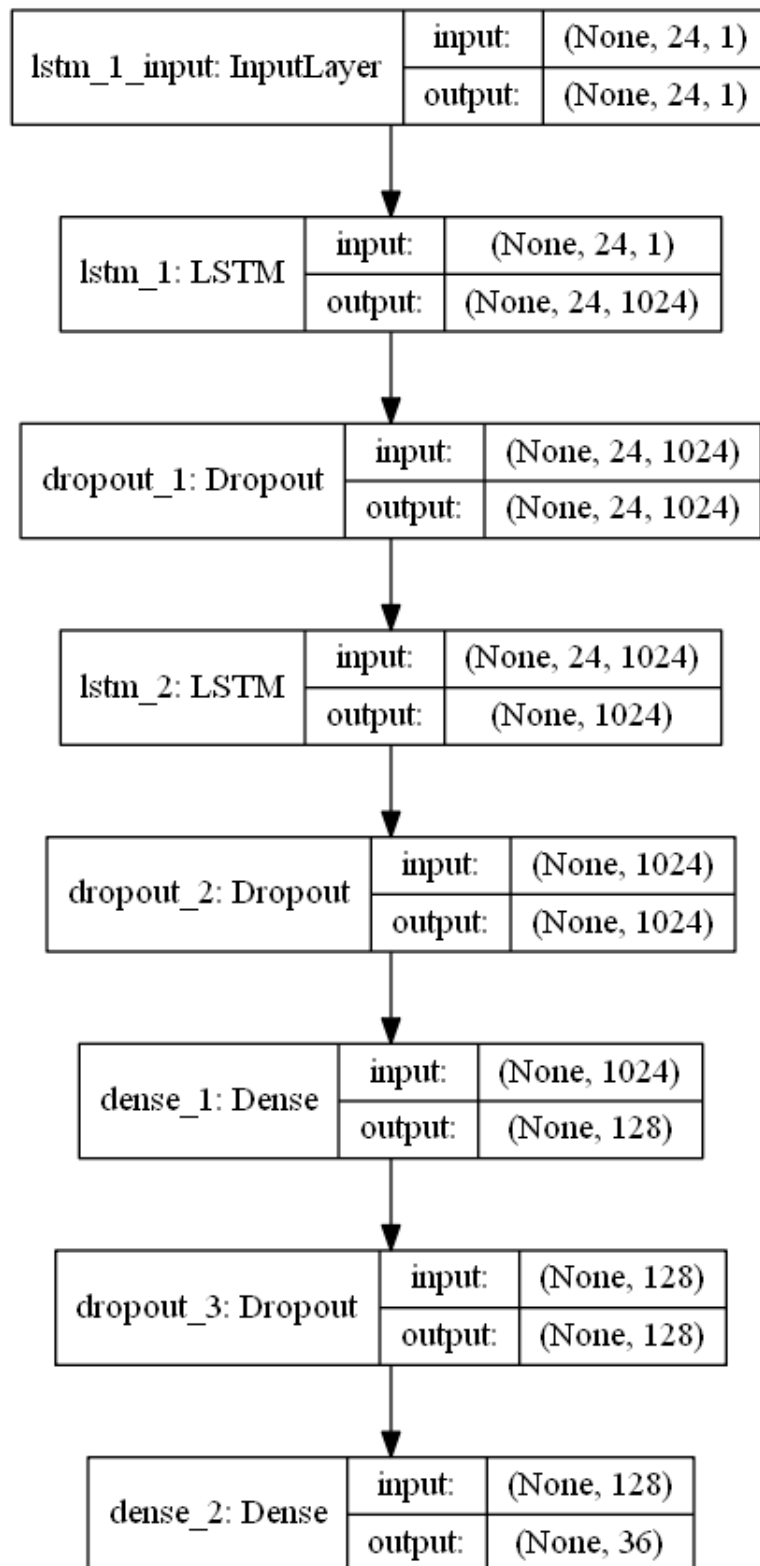 lstm_1_input: InputLayer
input: (None, 24, 1)
output: (None, 24, 1)
lstm_1: LSTM
input: (None, 24, 1)
output: (None, 24, 1024)
dropout_1: Dropout
input: (None, 24, 1024)
output: (None, 24, 1024)
lstm_2: LSTM
input: (None, 24, 1024)
output: (None, 1024)
dropout_2: Dropout
input: (None, 1024)
output: (None, 1024)
dense_1: Dense
input: (None, 1024)
output: (None, 128)
dropout_3: Dropout
input: (None, 128)
output: (None, 128)
dense_2: Dense
input: (None, 128)
output: (None, 36)